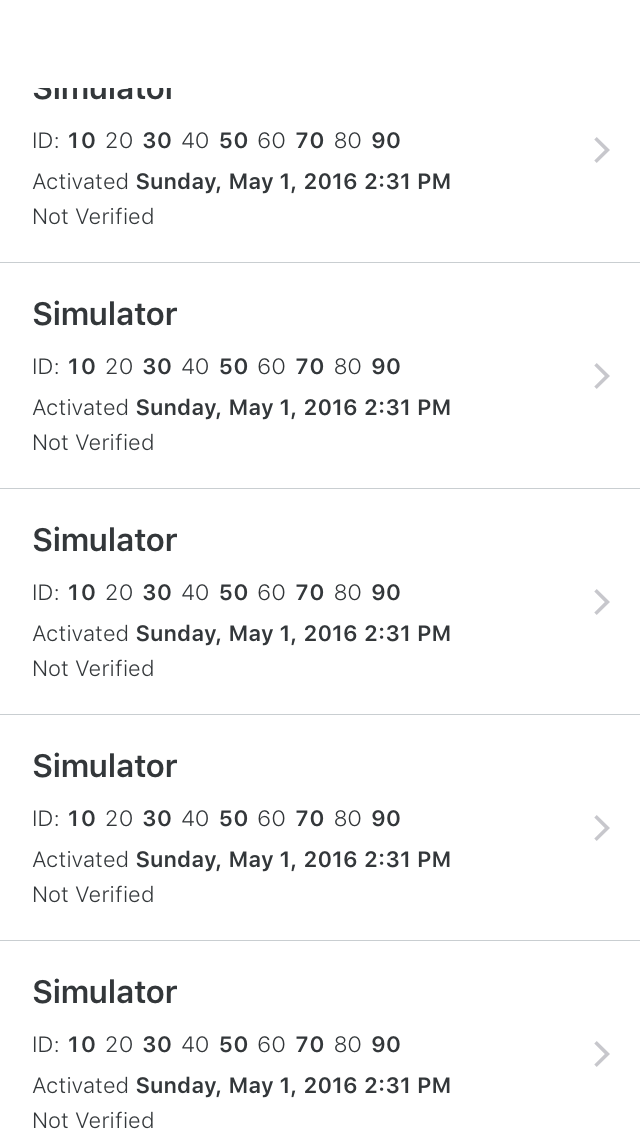 Simulator
ID: 10 20 30 40 50 60 70 80 90
Activated Sunday, May 1, 2016 2:31 PM
Not Verified
Simulator
ID: 10 20 30 40 50 60 70 80 90
Activated Sunday, May 1, 2016 2:31 PM
Not Verified
Simulator
ID: 10 20 30 40 50 60 70 80 90
Activated Sunday, May 1, 2016 2:31 PM
Not Verified
Simulator
ID: 10 20 30 40 50 60 70 80 90
Activated Sunday, May 1, 2016 2:31 PM
Not Verified
Simulator
ID: 10 20 30 40 50 60 70 80 90
Activated Sunday, May 1, 2016 2:31 PM
Not Verified